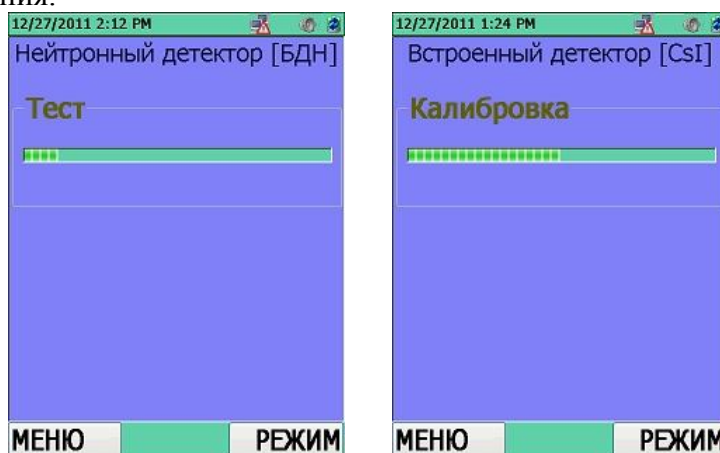 ния.
12/27/2011 2:12 PM
Нейтронный детектор [БДН]
Тест
МЕНЮ
РЕЖИМ
12/27/2011 1:24 PM
Встроенный детектор [CsI]
Калибровка
МЕНЮ
РЕЖИМ